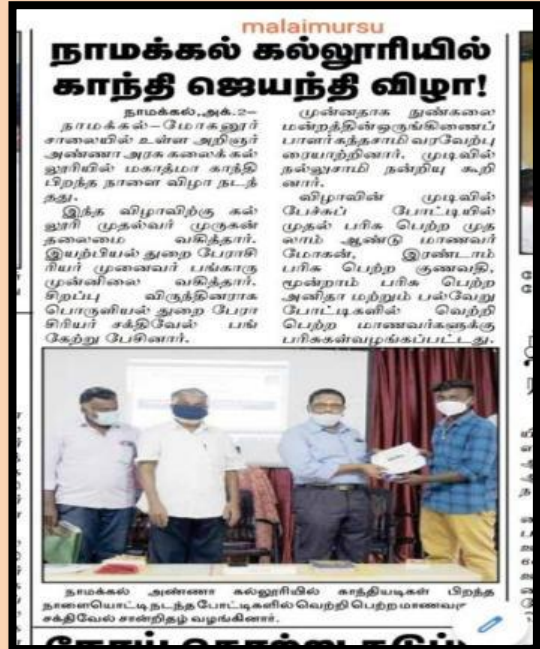 malaimursu
நாமக்கல் கல்லூரியில்
காந்தி ஜெயந்தி விழா!
நாமக்கல்,அக்.2–
நாமக்கல்–மோகனூர்
சாலையில் உள்ள அறிஞர்
அண்ணா அரசு கலைக்கல்
லூரியில் மகாத்மா காந்தி
பிறந்த நாளை விழா நடந்
தது.
இந்த விழாவிற்கு கல்
லூரி முதல்வர் முருகன்
தலைமை வகித்தார்.
இயற்பியல் துறை பேராசி
ரியர் முனைவர் பங்காரு
முன்னிலை வகித்தார்.
சிறப்பு விருந்தினராக
பொருளியல் துறை பேரா
சிரியர் சக்திவேல் பங்
கேற்று பேசினார்.
முன்னதாக நுண்கலை
மன்றத்தின்ஒருங்கிணைப்
பாளர்கந்தசாமி வரவேற்பு
ரையாற்றினார். முடிவில்
நல்லுசாமி நன்றியு கூறி
னார்.
விழாவின் முடிவில்
பேச்சுப் போட்டியில்
முதல் பரிசு பெற்ற முத
லாம் ஆண்டு மாணவர்
மோகன், இரண்டாம்
பரிசு பெற்ற குணவதி,
மூன்றாம் பரிசு பெற்ற
அனிதா மற்றும் பல்வேறு
போட்டிகளில் வெற்றி
பெற்ற மாணவர்களுக்கு
பரிசுகள்வழங்கப்பட்டது.
நாமக்கல் அண்ணா கல்லூரியில் காந்தியடிகள் பிறந்த
நாளையொட்டி நடந்த போட்டிகளில் வெற்றி பெற்ற
சக்திவேல் சான்றிதழ் வழங்கினார்.